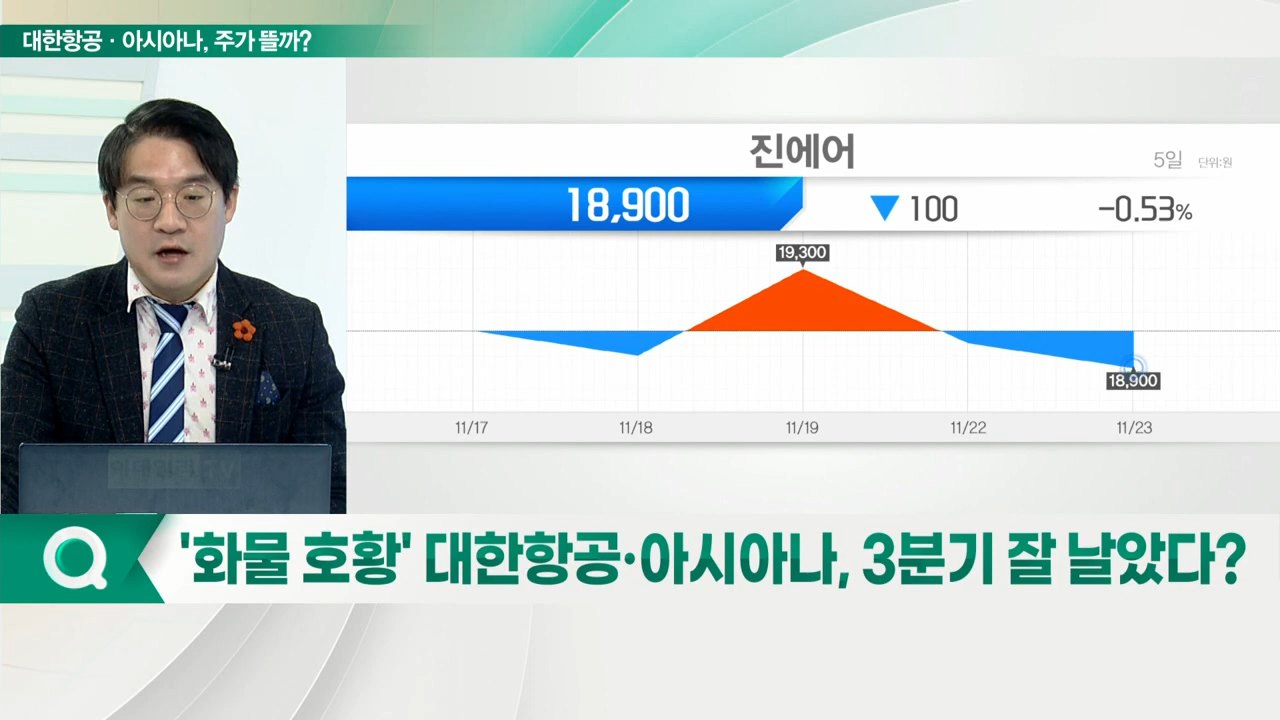 대한항공 · 아시아나, 주가 뜰까?
진에어
5일 단위:원
18,900 ▼ 100 -0.53%
19,300
18,900
11/17 11/18 11/19 11/22 11/23
Q '화물 호황' 대한항공·아시아나, 3분기 잘 날았다?